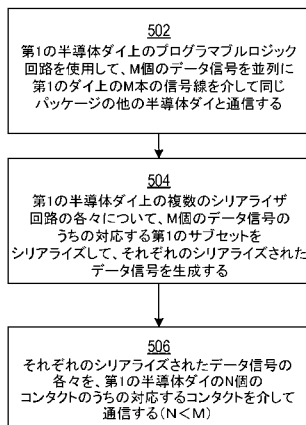 502
第1の半導体ダイ上のプログラマブルロジック
回路を使用して、M個のデータ信号を並列に
第1のダイ上のM本の信号線を介して同じ
パッケージの他の半導体ダイと通信する
504
第1の半導体ダイ上の複数のシリアライザ
回路の各々について、M個のデータ信号の
うちの対応する第1のサブセットを
シリアライズして、それぞれのシリアライズされた
データ信号を生成する
506
それぞれのシリアライズされたデータ信号の
各々を、第1の半導体ダイのN個の
コンタクトのうちの対応するコンタクトを介して
通信する(N<M)